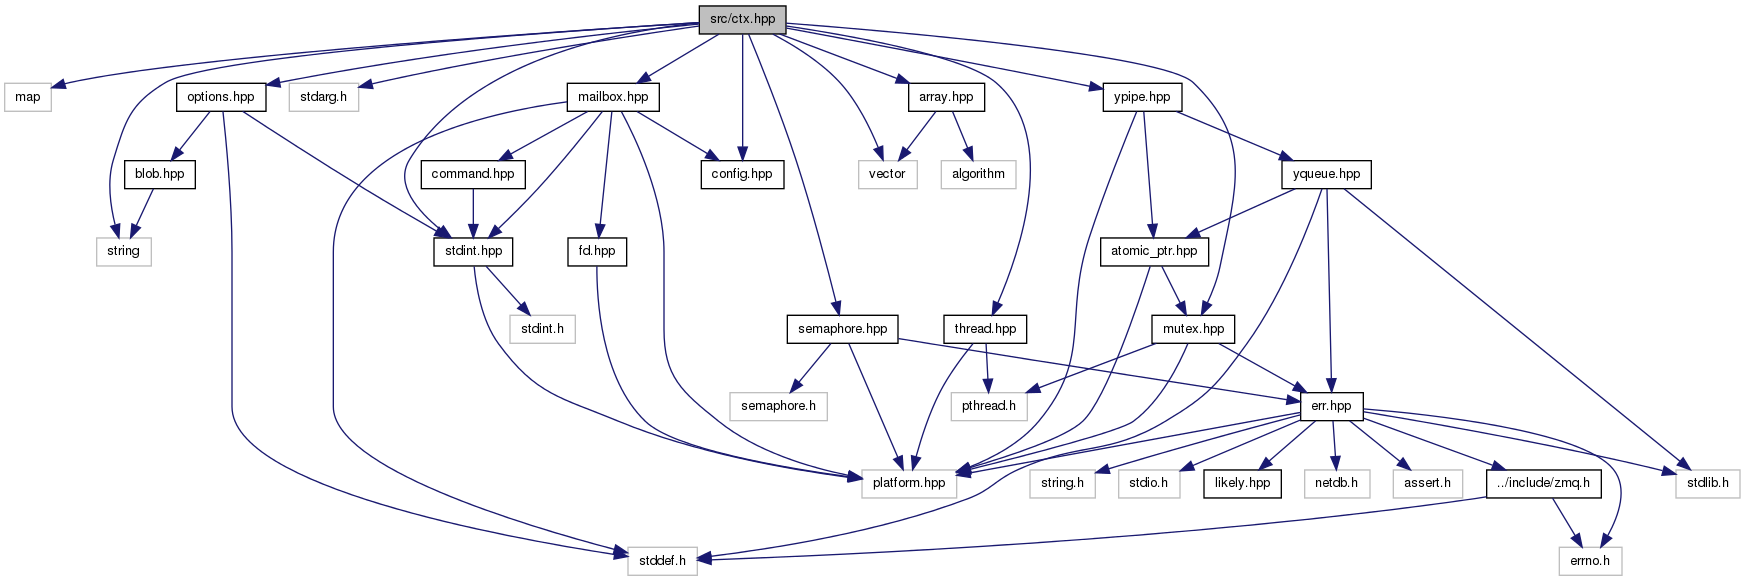 src/ctx.hpp
map
options.hpp
stdarg.h
mailbox.hpp
array.hpp
ypipe.hpp
blob.hpp
command.hpp
config.hpp
vector
algorithm
yqueue.hpp
string
stdint.hpp
fd.hpp
atomic_ptr.hpp
stdint.h
semaphore.hpp
thread.hpp
mutex.hpp
semaphore.h
pthread.h
err.hpp
platform.hpp
string.h
stdio.h
likely.hpp
netdb.h
assert.h
../include/zmq.h
stdlib.h
stddef.h
errno.h